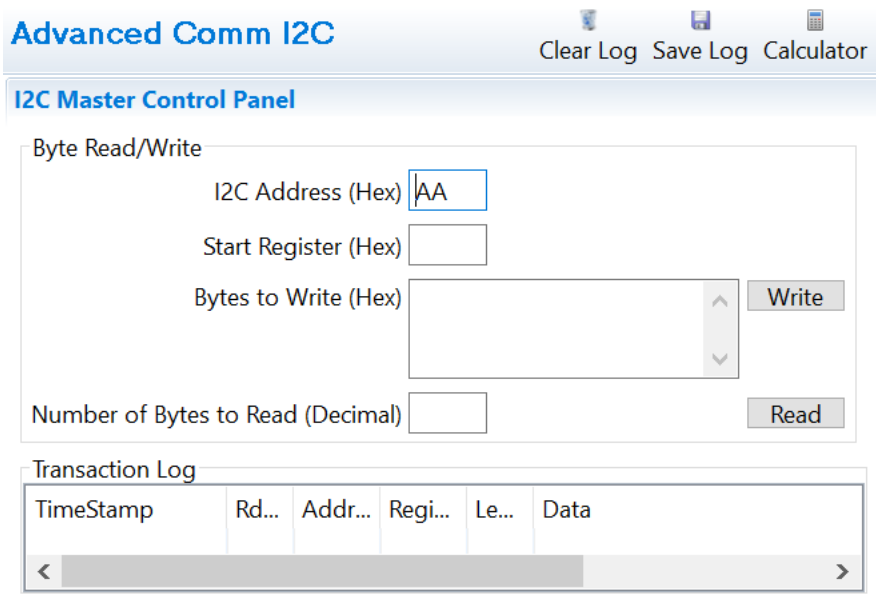 Advanced Comm I2C
Clear Log Save Log Calculator
I2C Master Control Panel
Byte Read/Write
I2C Address (Hex) AA
Start Register (Hex)
Bytes to Write (Hex) Write
Number of Bytes to Read (Decimal) Read
Transaction Log
TimeStamp Rd... Addr... Regi... Le... Data